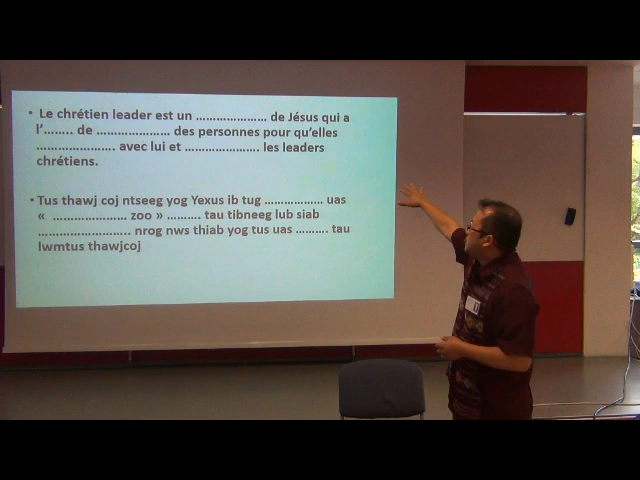 • Le chrétien leader est un ………………… de Jésus qui a
l'…….. de ………………… des personnes pour qu'elles
…………………. avec lui et …………………. les leaders
chrétiens.
• Tus thawj coj ntseeg yog Yexus ib tug ……………… uas
« ………………… zoo » ………. tau tibneeg lub siab
…………………….. nrog nws thiab yog tus uas ………. tau
lwmtus thawjcoj